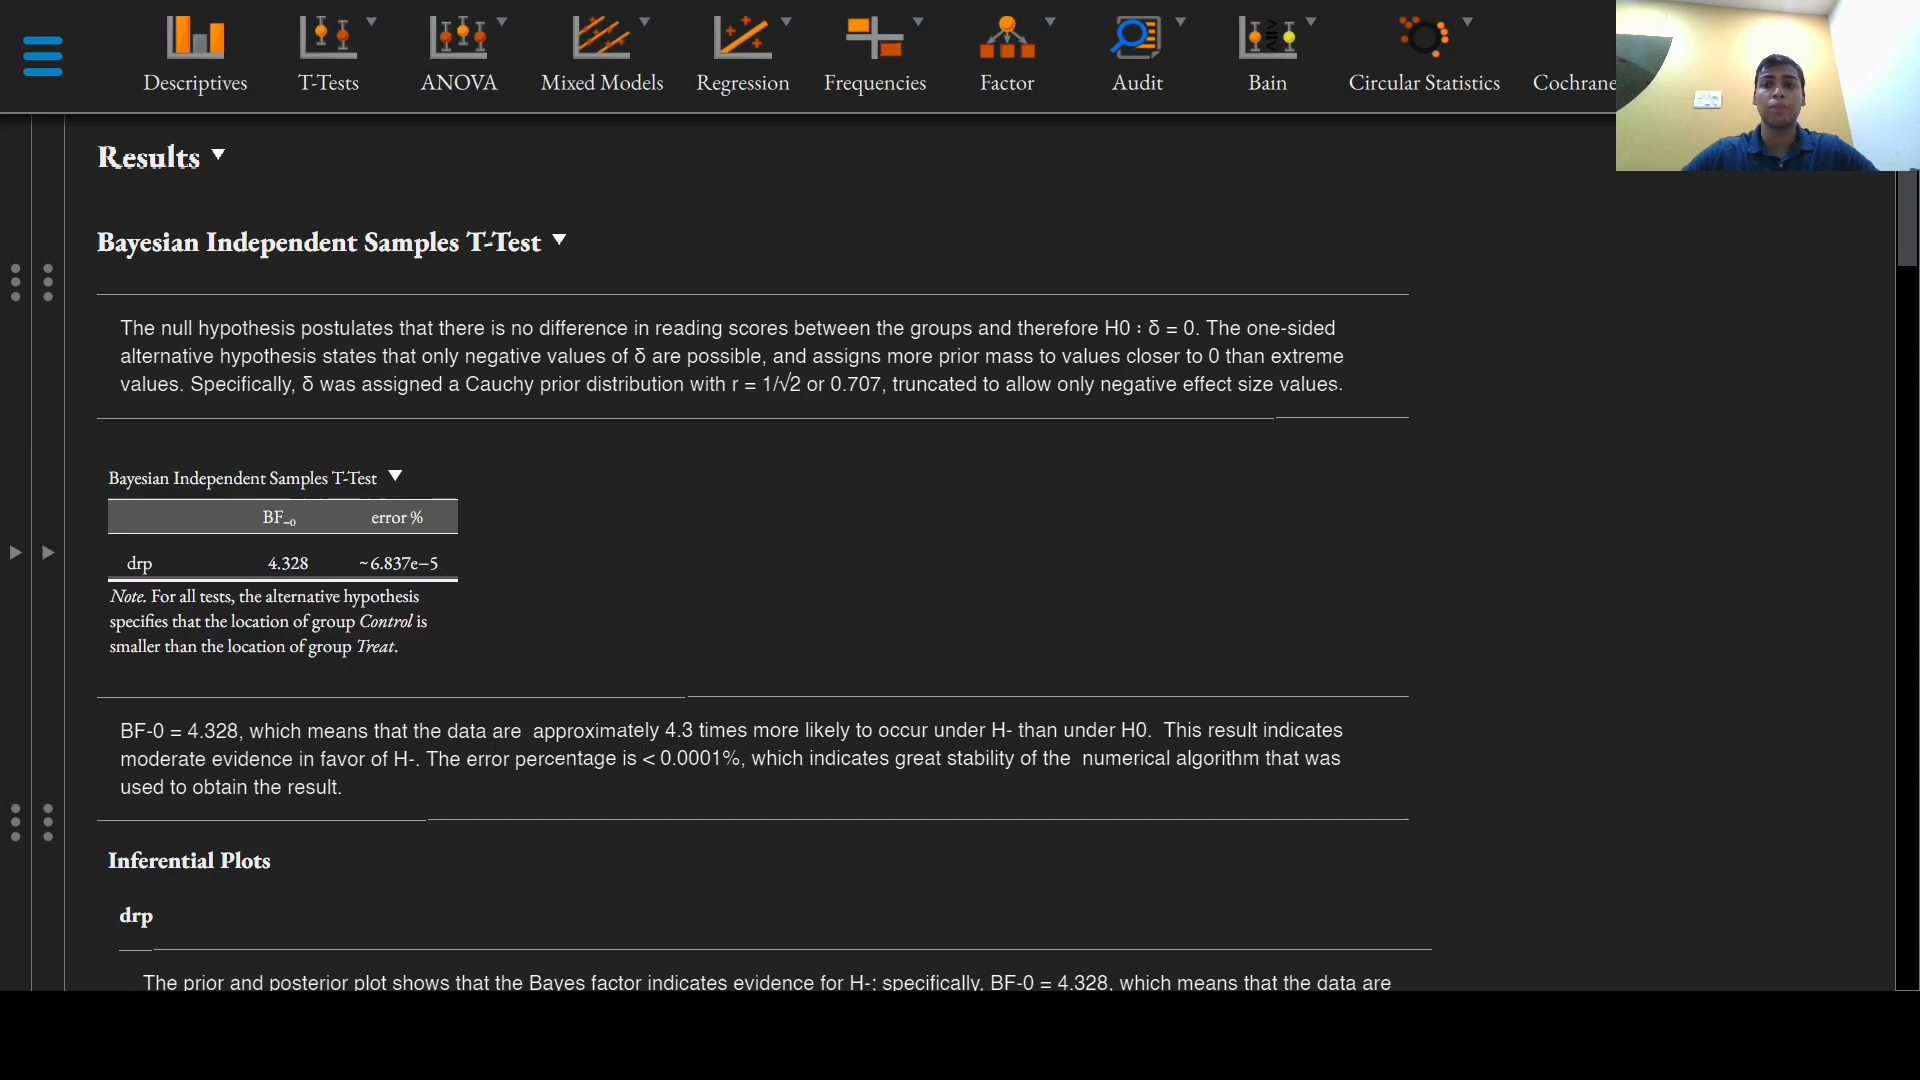 Descriptives
T-Tests
ANOVA
Mixed Models
Regression
Frequencies
Factor
Audit
Bain
Circular Statistics
Cochrane
Results
Bayesian Independent Samples T-Test
The null hypothesis postulates that there is no difference in reading scores between the groups and therefore H0 : δ = 0. The one-sided
alternative hypothesis states that only negative values of δ are possible, and assigns more prior mass to values closer to 0 than extreme
values. Specifically, δ was assigned a Cauchy prior distribution with r = 1/√2 or 0.707, truncated to allow only negative effect size values.
Bayesian Independent Samples T-Test
BF₋₀ error %
drp 4.328 ~6.837e−5
Note. For all tests, the alternative hypothesis
specifies that the location of group Control is
smaller than the location of group Treat.
BF-0 = 4.328, which means that the data are approximately 4.3 times more likely to occur under H- than under H0. This result indicates
moderate evidence in favor of H-. The error percentage is < 0.0001%, which indicates great stability of the numerical algorithm that was
used to obtain the result.
Inferential Plots
drp
The prior and posterior plot shows that the Bayes factor indicates evidence for H-; specifically, BF-0 = 4.328, which means that the data are